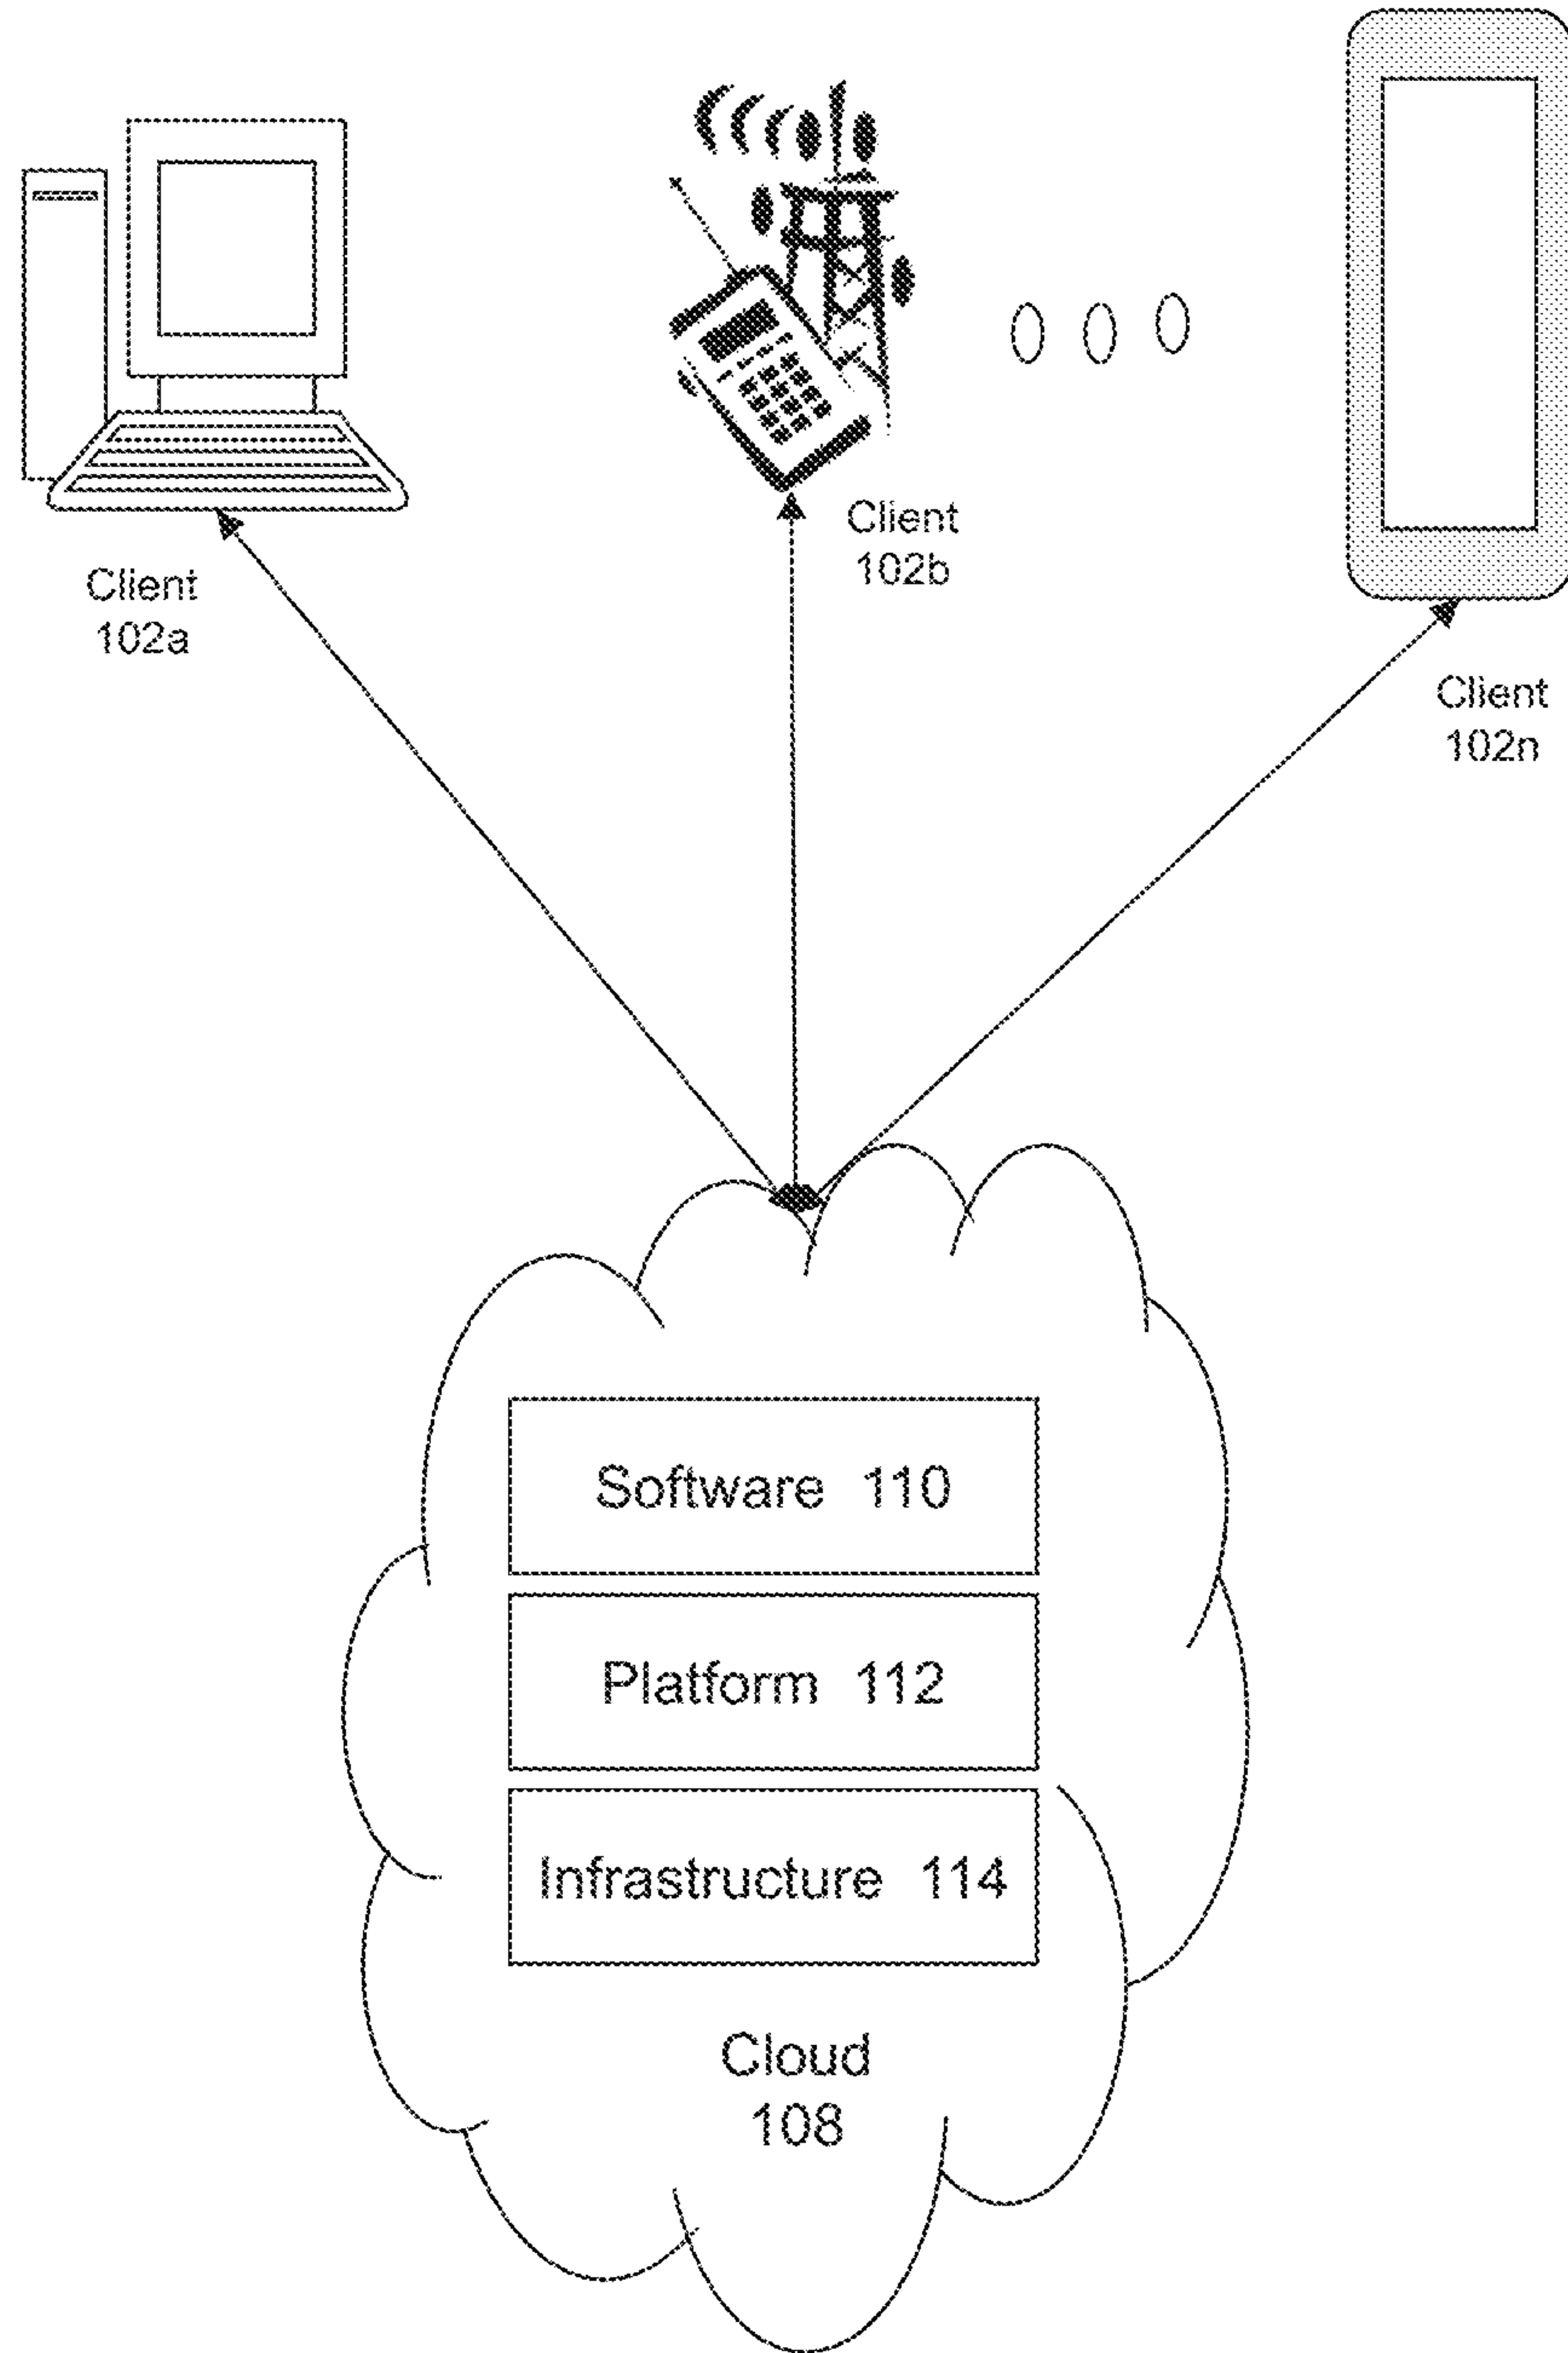 Client
102a
Client
102b
Client
102n
Software 110
Platform 112
Infrastructure 114
Cloud
108